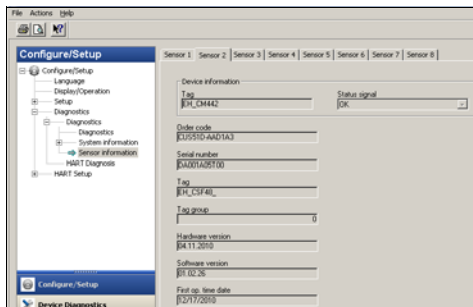 File Actions Help
Configure/Setup
Configure/Setup
Language
Display/Operation
Setup
Diagnostics
Diagnostics
Diagnostics
System information
Sensor information
HART Diagnosis
HART Setup
Configure/Setup
Device Diagnostics
Sensor 1 Sensor 2 Sensor 3 Sensor 4 Sensor 5 Sensor 6 Sensor 7 Sensor 8
Device information
Tag Status signal
EH_CM442 OK
Order code
CUS51D-AAD1A3
Serial number
DA001A05T00
Tag
EH_CSF48_
Tag group
0
Hardware version
04.11.2010
Software version
01.02.26
First op. time date
12/17/2010